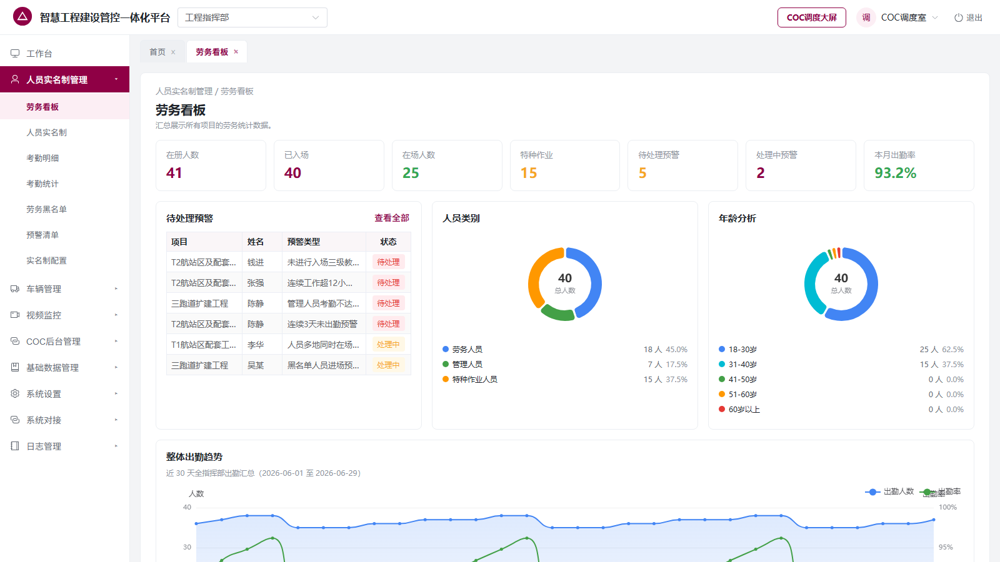 智慧工程建设管控一体化平台
工程指挥部
COC调度大屏
调
COC调度室
退出
工作台
人员实名制管理
劳务看板
人员实名制
考勤明细
考勤统计
劳务黑名单
预警清单
实名制配置
车辆管理
视频监控
COC后台管理
基础数据管理
系统设置
系统对接
日志管理
首页 ×
劳务看板 ×
人员实名制管理 / 劳务看板
劳务看板
汇总展示所有项目的劳务统计数据。
在册人数
41
已入场
40
在场人数
25
特种作业
15
待处理预警
5
处理中预警
2
本月出勤率
93.2%
待处理预警
查看全部
项目 姓名 预警类型 状态
T2航站区及配套... 钱进 未进行入场三级教... 待处理
T2航站区及配套... 张强 连续工作超12小... 待处理
三跑道扩建工程 陈静 管理人员考勤不达... 待处理
T2航站区及配套... 陈静 连续3天未出勤预警 待处理
T1航站区配套工... 李华 人员多地同时在场... 处理中
三跑道扩建工程 吴某 黑名单人员进场预... 处理中
人员类别
40
总人数
劳务人员 18 人 45.0%
管理人员 7 人 17.5%
特种作业人员 15 人 37.5%
年龄分析
40
总人数
18-30岁 25 人 62.5%
31-40岁 15 人 37.5%
41-50岁 0 人 0.0%
51-60岁 0 人 0.0%
60岁以上 0 人 0.0%
整体出勤趋势
近 30 天全指挥部出勤汇总（2026-06-01 至 2026-06-29）
人数
出勤人数
出勤率
出勤率
40
100%
30
95%